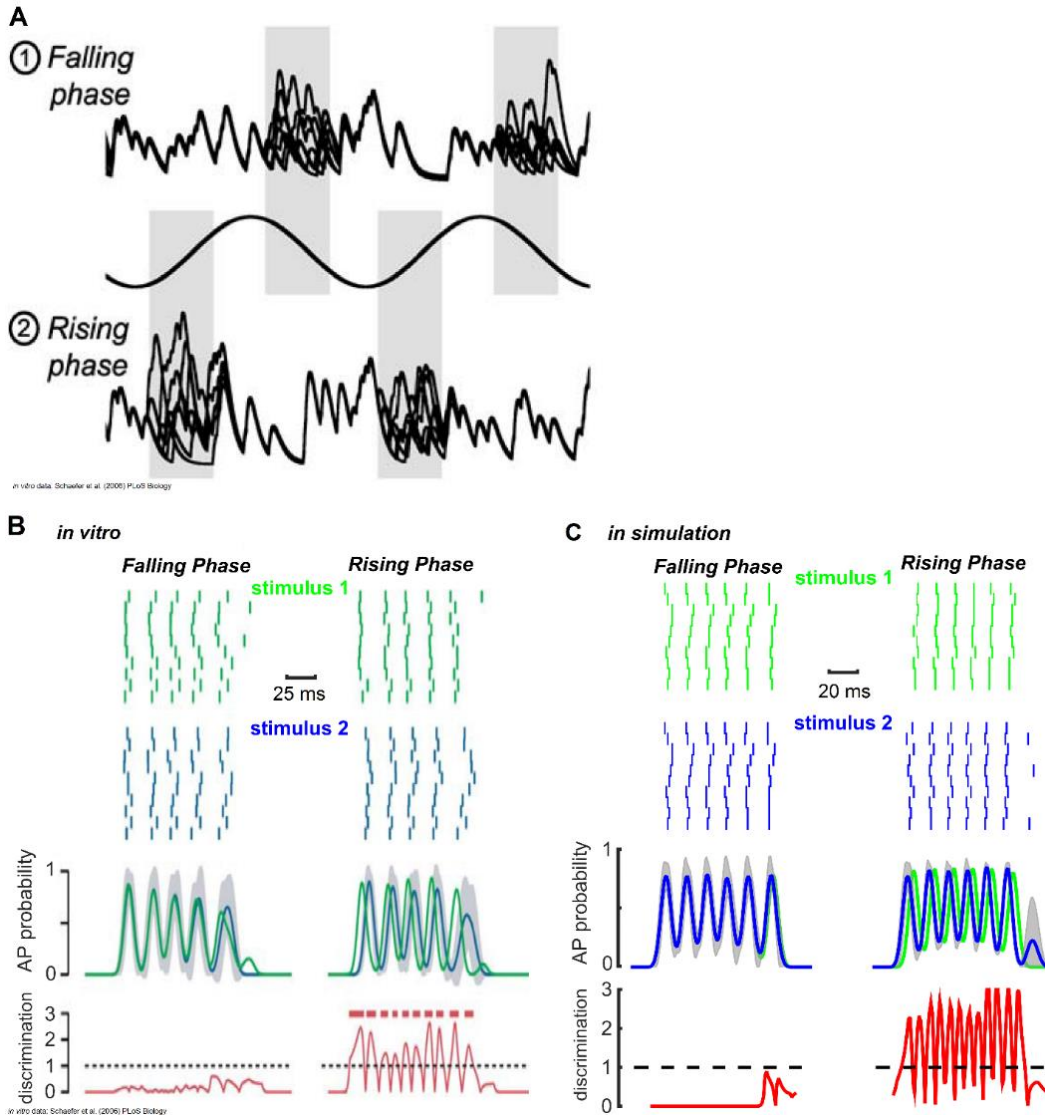 A
① Falling
phase
② Rising
phase
in vitro data: Schaefer et al. (2006) PLoS Biology
B
in vitro
Falling Phase
Rising Phase
stimulus 1
25 ms
stimulus 2
AP probability
1
0
discrimination
3
2
1
0
in vitro data: Schaefer et al. (2006) PLoS Biology
C
in simulation
Falling Phase
Rising Phase
stimulus 1
20 ms
stimulus 2
AP probability
1
0
discrimination
3
2
1
0